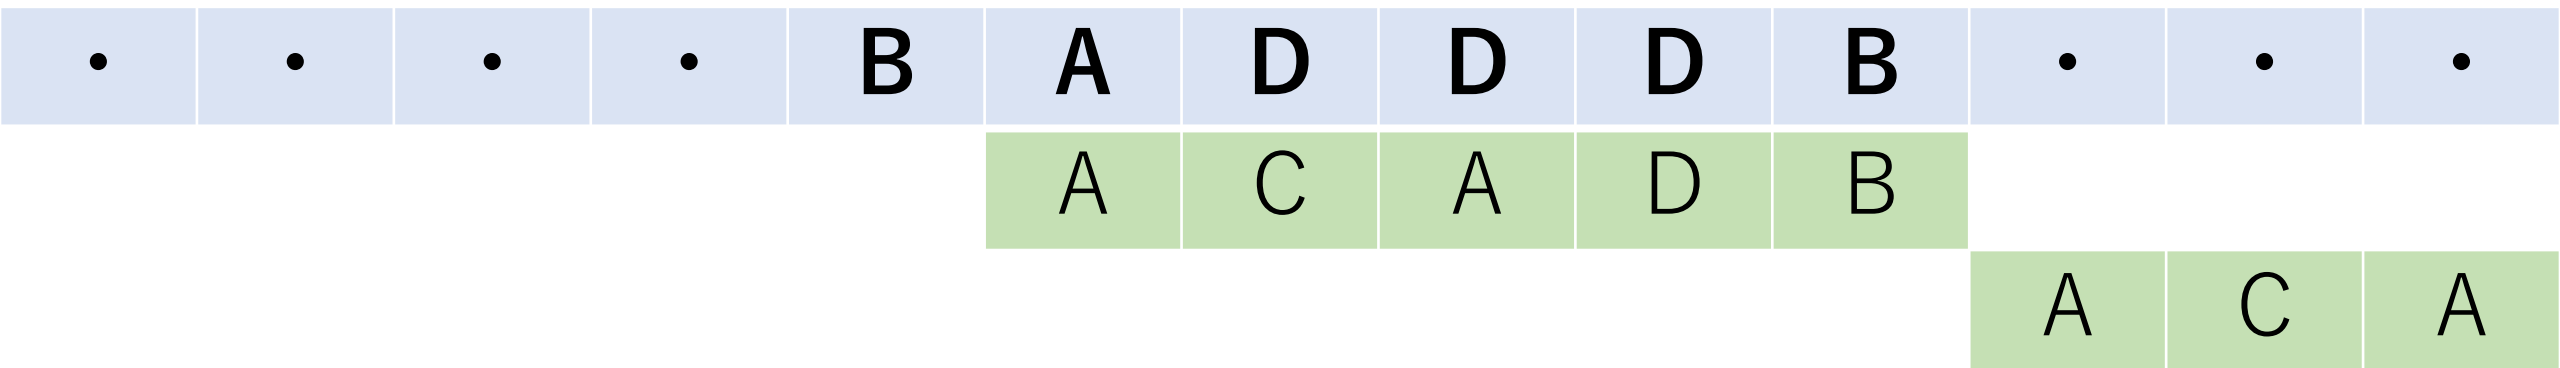 • • • • B A D D D B • • •
A C A D B
A C A